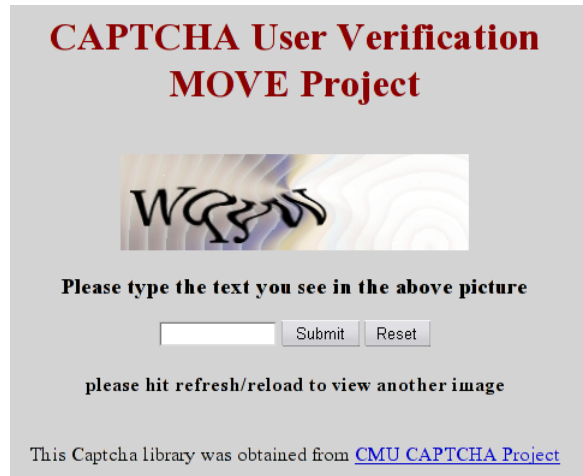 CAPTCHA User Verification
MOVE Project
Please type the text you see in the above picture
Submit Reset
please hit refresh/reload to view another image
This Captcha library was obtained from CMU CAPTCHA Project